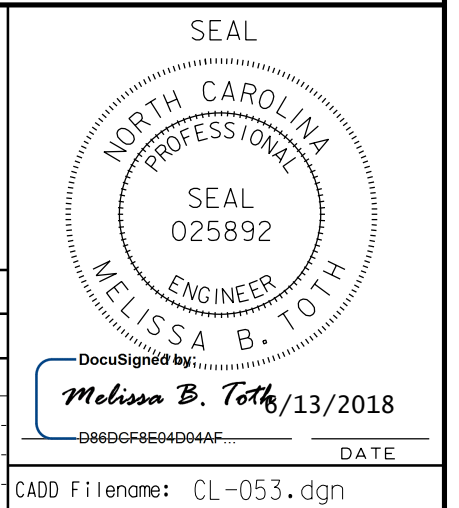 SEAL
NORTH CAROLINA
PROFESSIONAL
SEAL
025892
ENGINEER
MELISSA B. TOTH
DocuSigned by:
Melissa B. Toth
6/13/2018
D86DCF8E04D04AF...
DATE
CADD Filename: CL-053.dgn